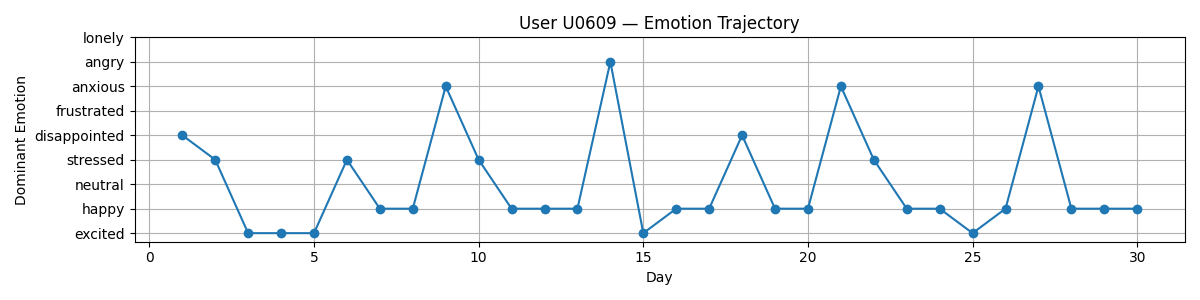 User U0609 — Emotion Trajectory
Dominant Emotion
lonely
angry
anxious
frustrated
disappointed
stressed
neutral
happy
excited
0 5 10 15 20 25 30
Day